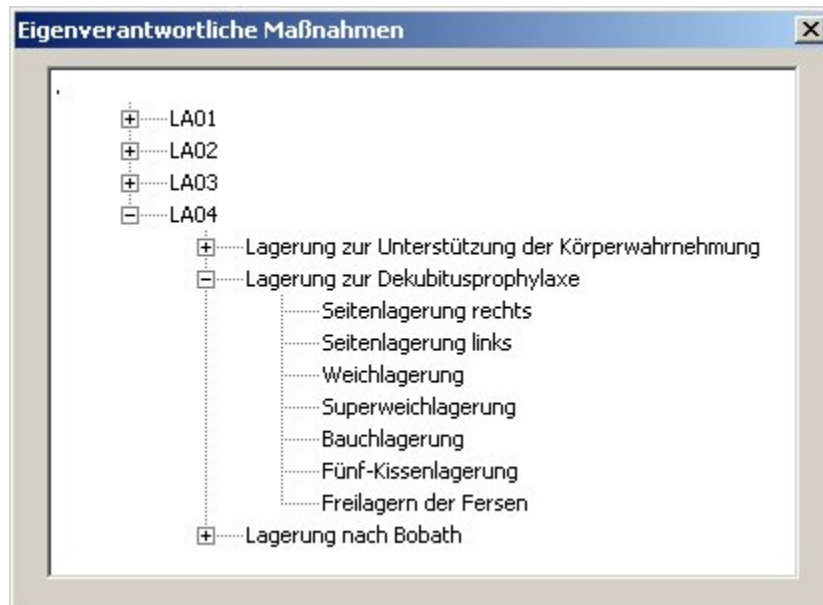 Eigenverantwortliche Maßnahmen
LA01
LA02
LA03
LA04
Lagerung zur Unterstützung der Körperwahrnehmung
Lagerung zur Dekubitusprophylaxe
Seitenlagerung rechts
Seitenlagerung links
Weichlagerung
Superweichlagerung
Bauchlagerung
Fünf-Kissenlagerung
Freilagern der Fersen
Lagerung nach Bobath